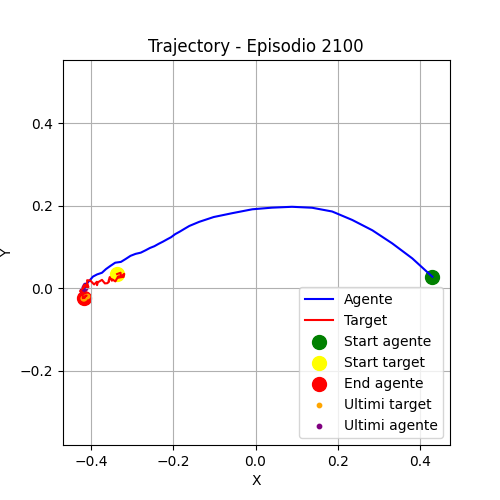 Trajectory - Episodio 2100
Y
0.4
0.2
0.0
−0.2
−0.4
−0.2
0.0
0.2
0.4
X
Agente
Target
Start agente
Start target
End agente
Ultimi target
Ultimi agente